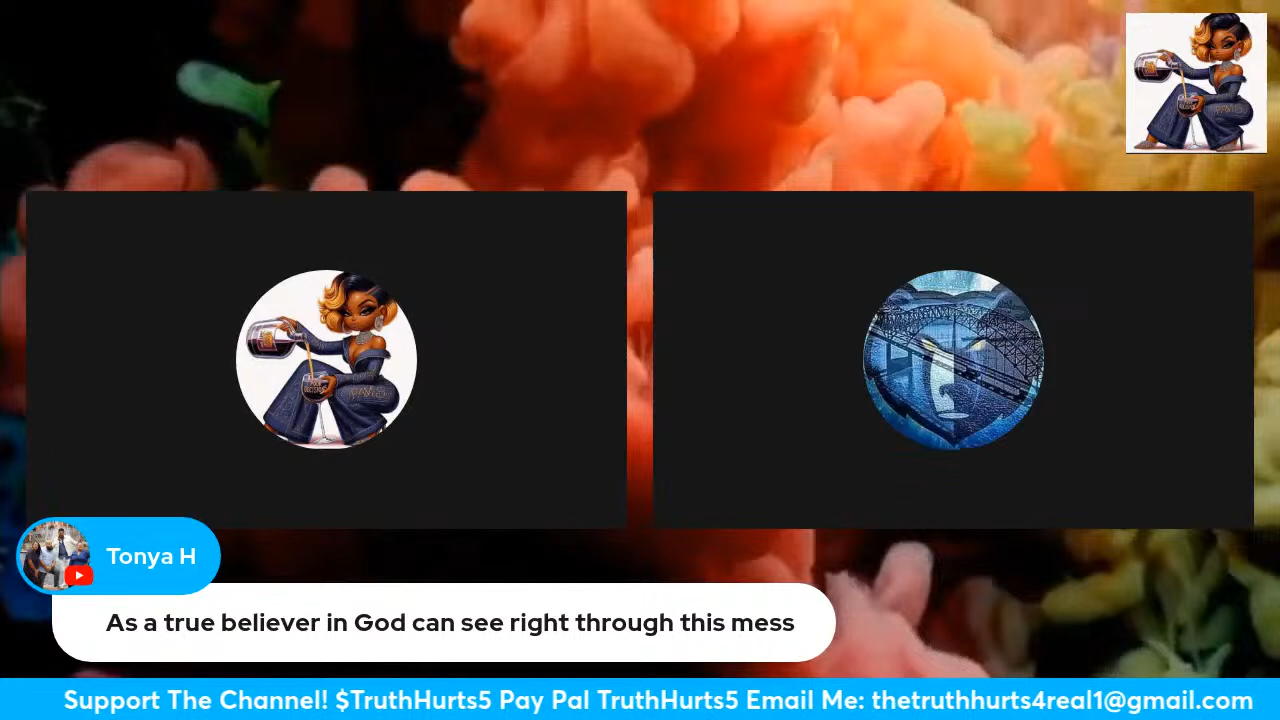 Tonya H
As a true believer in God can see right through this mess
Support The Channel! $TruthHurts5 Pay Pal TruthHurts5 Email Me: thetruthhurts4real1@gmail.com